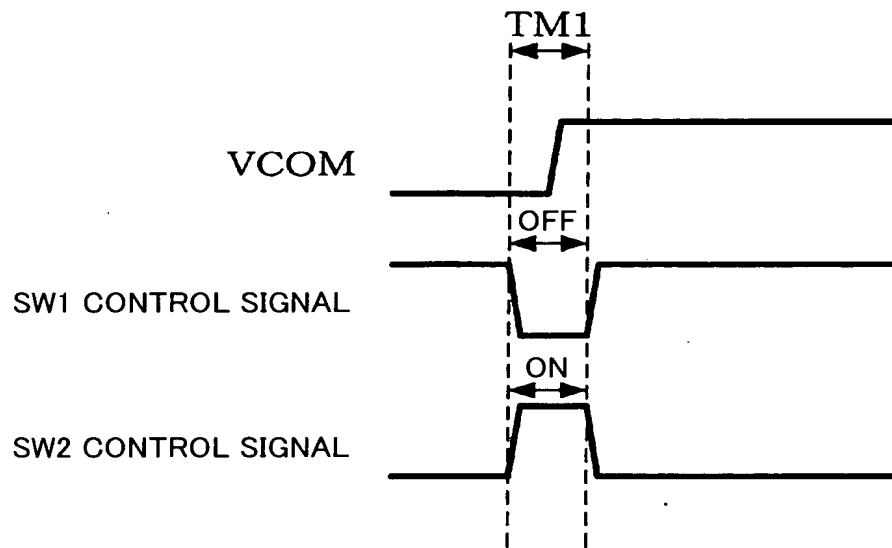 TM1
VCOM
OFF
SW1 CONTROL SIGNAL
ON
SW2 CONTROL SIGNAL